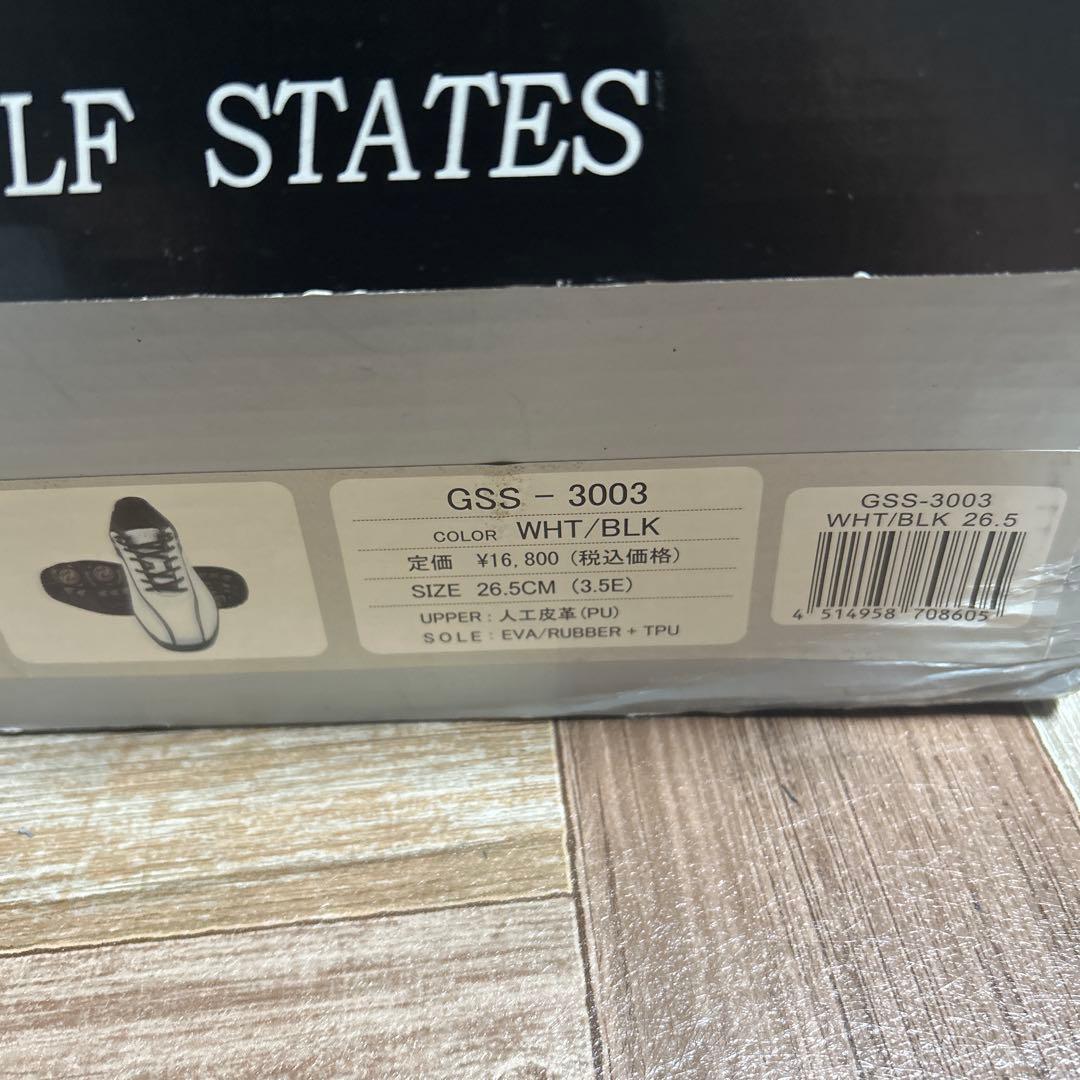 LF STATES
GSS - 3003
COLOR WHT/BLK
定価 ¥16,800 (税込価格)
SIZE 26.5CM (3.5E)
UPPER : 人工皮革(PU)
SOLE : EVA/RUBBER + TPU
GSS-3003
WHT/BLK 26.5
4 514958 708605